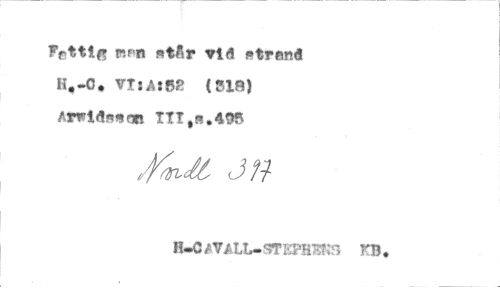 Fattig man står vid strand
H.-C. VI:A:52 (318)
Arwidsson III,s.495
Nordl 397
H-CAVALL-STEPHENS KB.